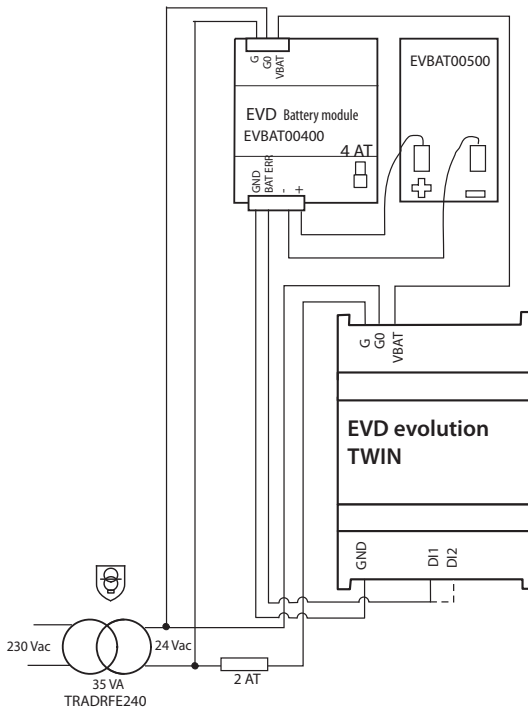 G
G0
VBAT
EVD Battery module
EVBAT00400
4 AT
GND
BAT ERR
-
+
EVBAT00500
G
G0
VBAT
EVD evolution
TWIN
GND
DI1
DI2
230 Vac
24 Vac
35 VA
TRADRFE240
2 AT